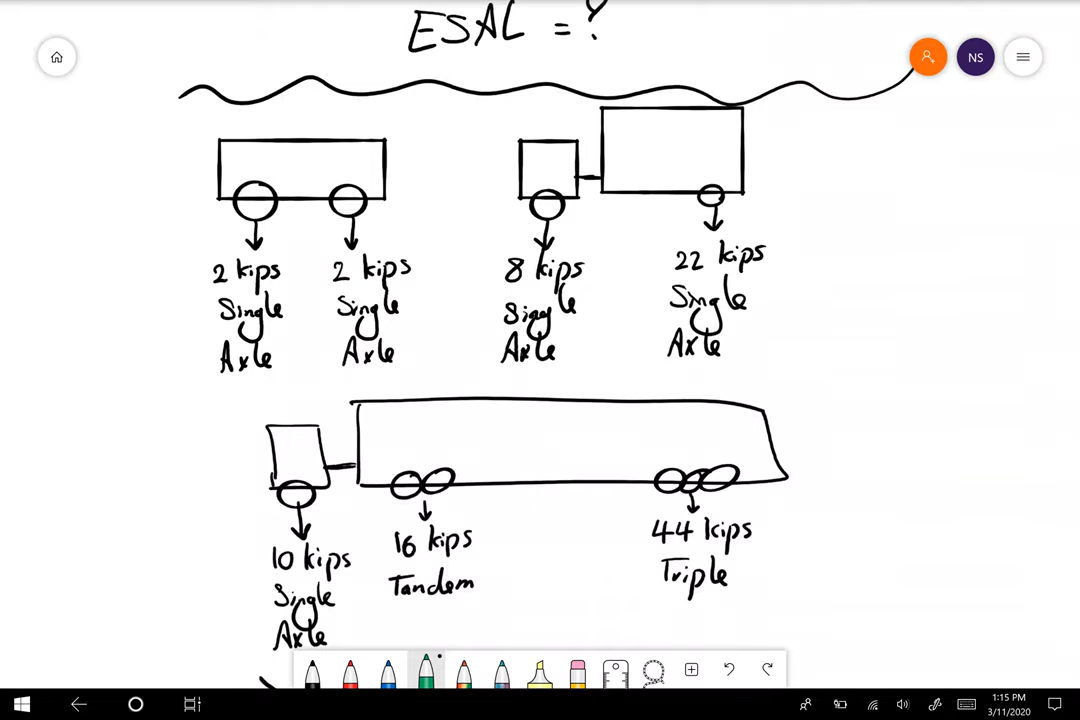 ESAL = ?
NS
2 kips
Single
Axle
2 kips
Single
Axle
8 kips
Single
Axle
22 kips
Single
Axle
10 kips
Single
Axle
16 kips
Tandem
44 kips
Triple
1:15 PM
3/11/2020